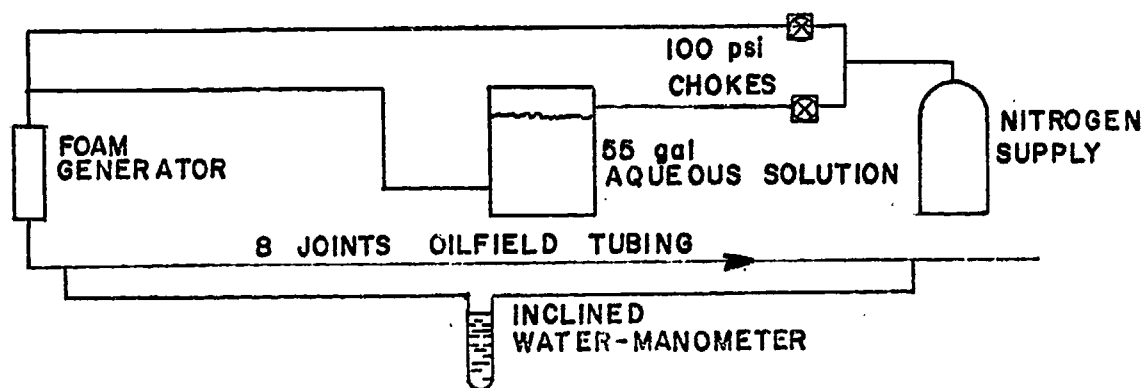 100 psi
CHOKES
NITROGEN
SUPPLY
FOAM
GENERATOR
55 gal
AQUEOUS SOLUTION
8 JOINTS OILFIELD TUBING
INCLINED
WATER-MANOMETER